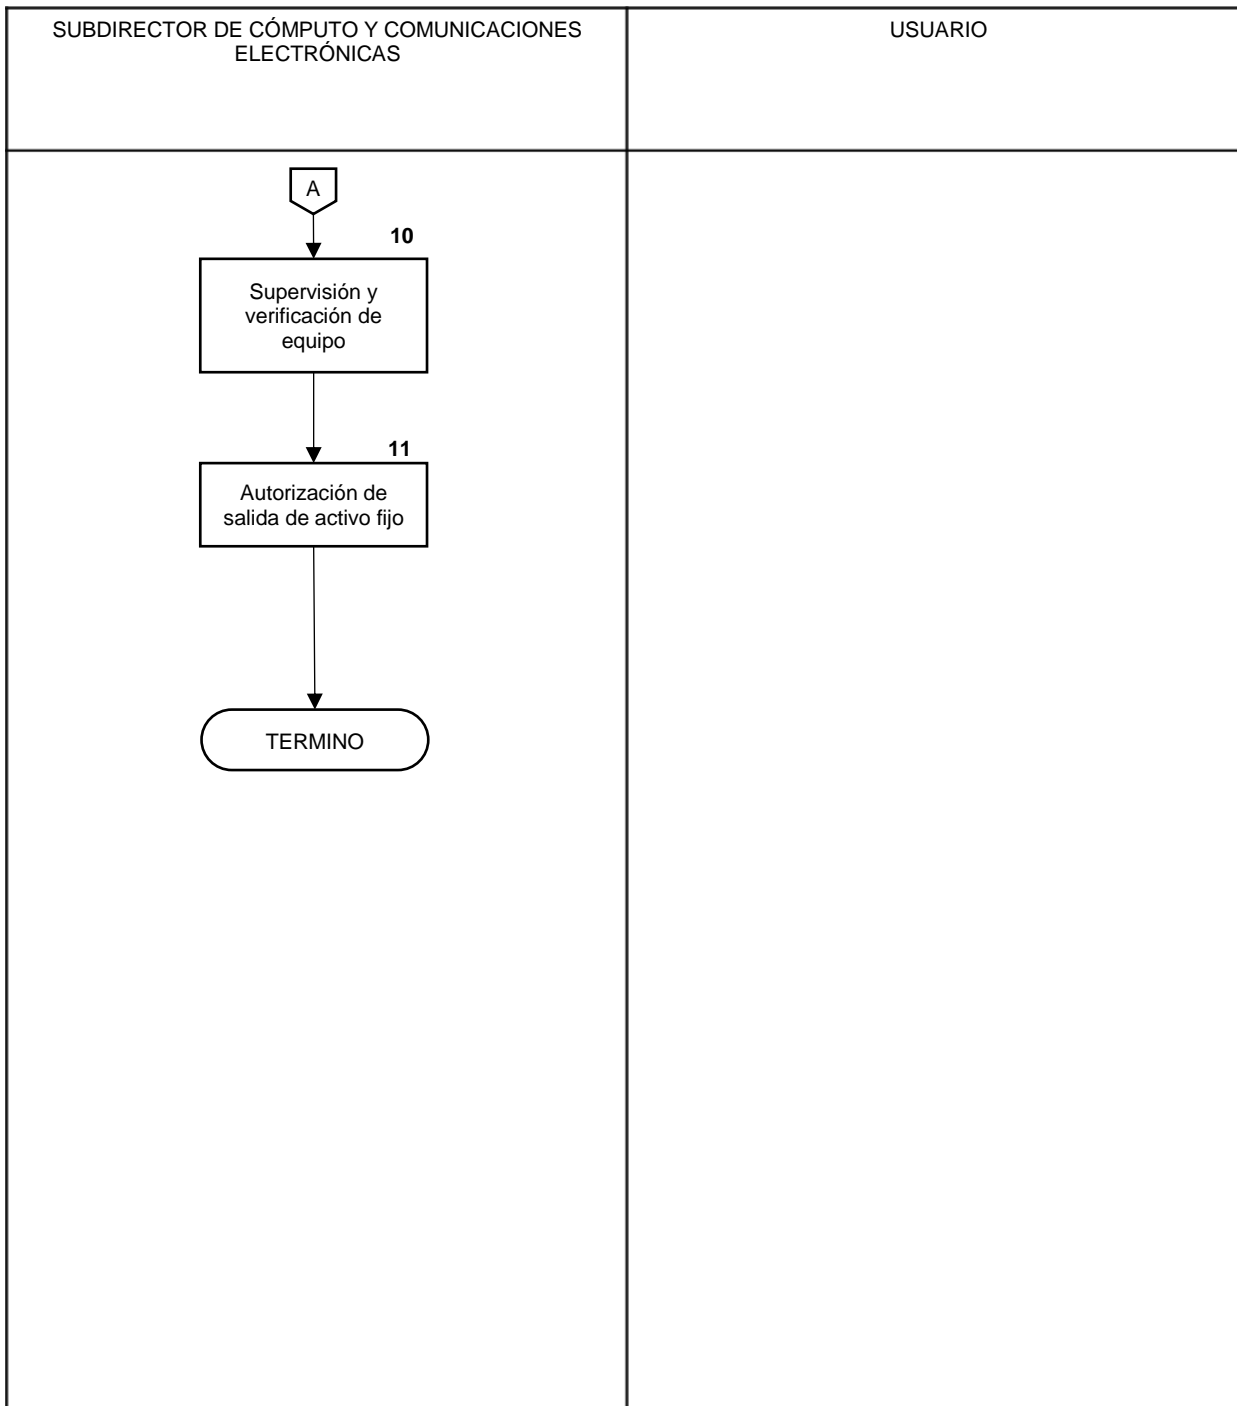 SUBDIRECTOR DE CÓMPUTO Y COMUNICACIONES
ELECTRÓNICAS
USUARIO
A
10
Supervisión y
verificación de
equipo
11
Autorización de
salida de activo fijo
TERMINO